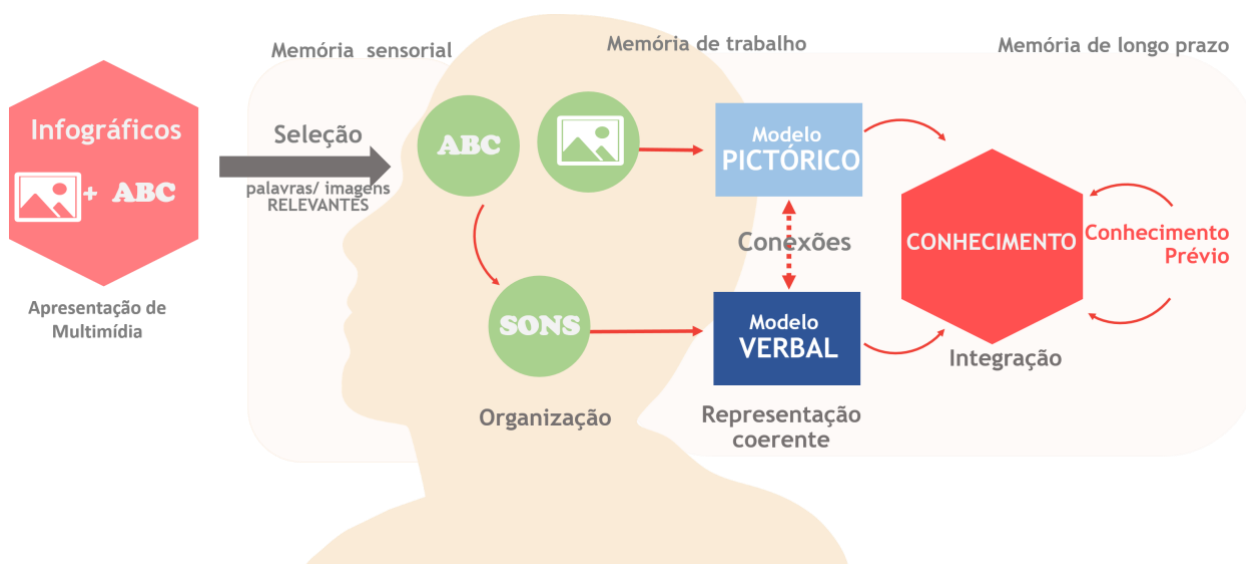 Memória sensorial
Memória de trabalho
Memória de longo prazo
Infográficos
+ ABC
Apresentação de
Multimídia
Seleção
palavras/ imagens
RELEVANTES
ABC
SONS
Organização
Modelo
PICTÓRICO
Conexões
Modelo
VERBAL
Representação
coerente
CONHECIMENTO
Integração
Conhecimento
Prévio